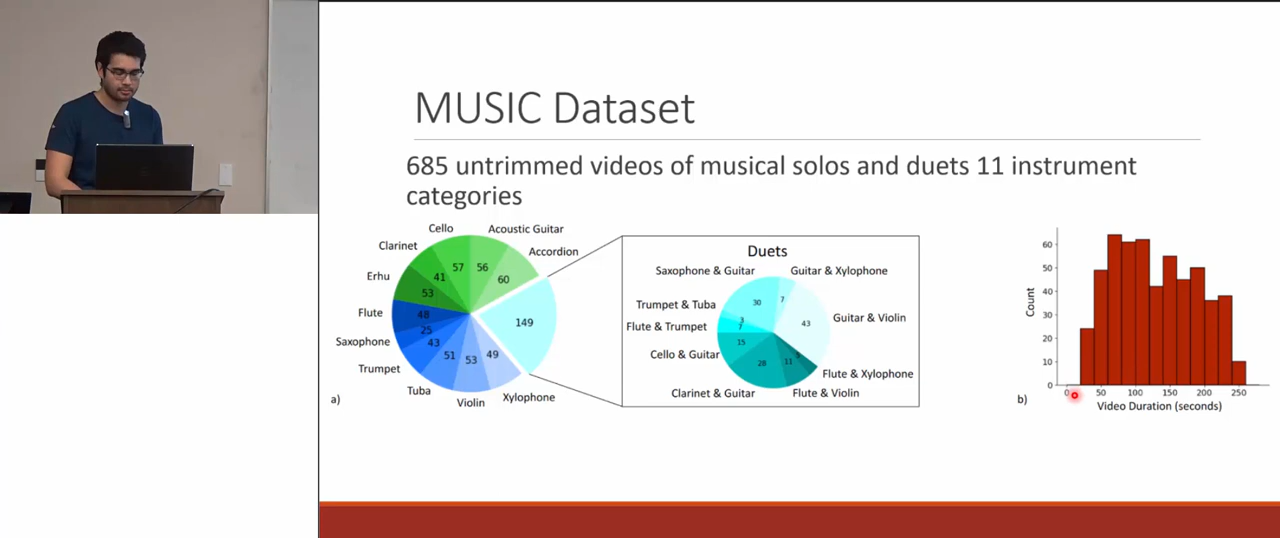 MUSIC Dataset
685 untrimmed videos of musical solos and duets 11 instrument
categories
Cello
Acoustic Guitar
Clarinet
Accordion
Erhu
Flute
Saxophone
Trumpet
Tuba
Violin
Xylophone
57
56
41
60
53
48
25
43
51
53
49
149
a)
Duets
Saxophone & Guitar
Guitar & Xylophone
Trumpet & Tuba
Guitar & Violin
Flute & Trumpet
Cello & Guitar
Flute & Xylophone
Clarinet & Guitar
Flute & Violin
30
7
43
3
7
15
28
11
b)
Count
60
50
40
30
20
10
0
0
50
100
150
200
250
Video Duration (seconds)